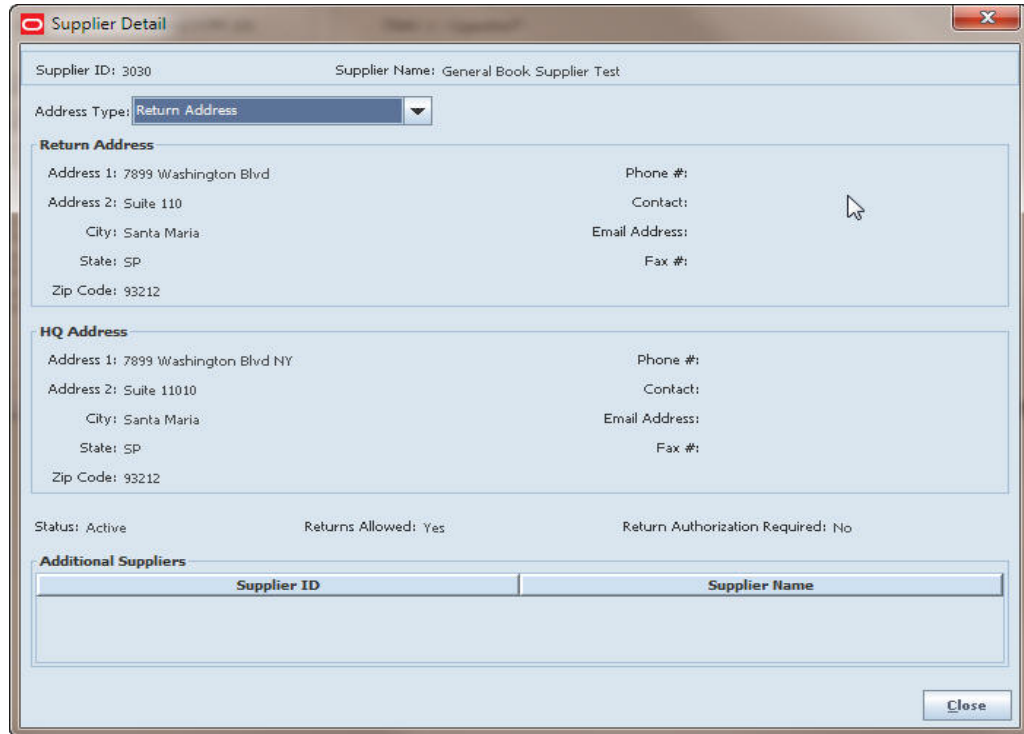 Supplier Detail
Supplier ID: 3030 Supplier Name: General Book Supplier Test
Address Type: Return Address
Return Address
Address 1: 7899 Washington Blvd Phone #:
Address 2: Suite 110 Contact:
City: Santa Maria Email Address:
State: SP Fax #:
Zip Code: 93212
HQ Address
Address 1: 7899 Washington Blvd NY Phone #:
Address 2: Suite 11010 Contact:
City: Santa Maria Email Address:
State: SP Fax #:
Zip Code: 93212
Status: Active Returns Allowed: Yes Return Authorization Required: No
Additional Suppliers
Supplier ID Supplier Name
Close